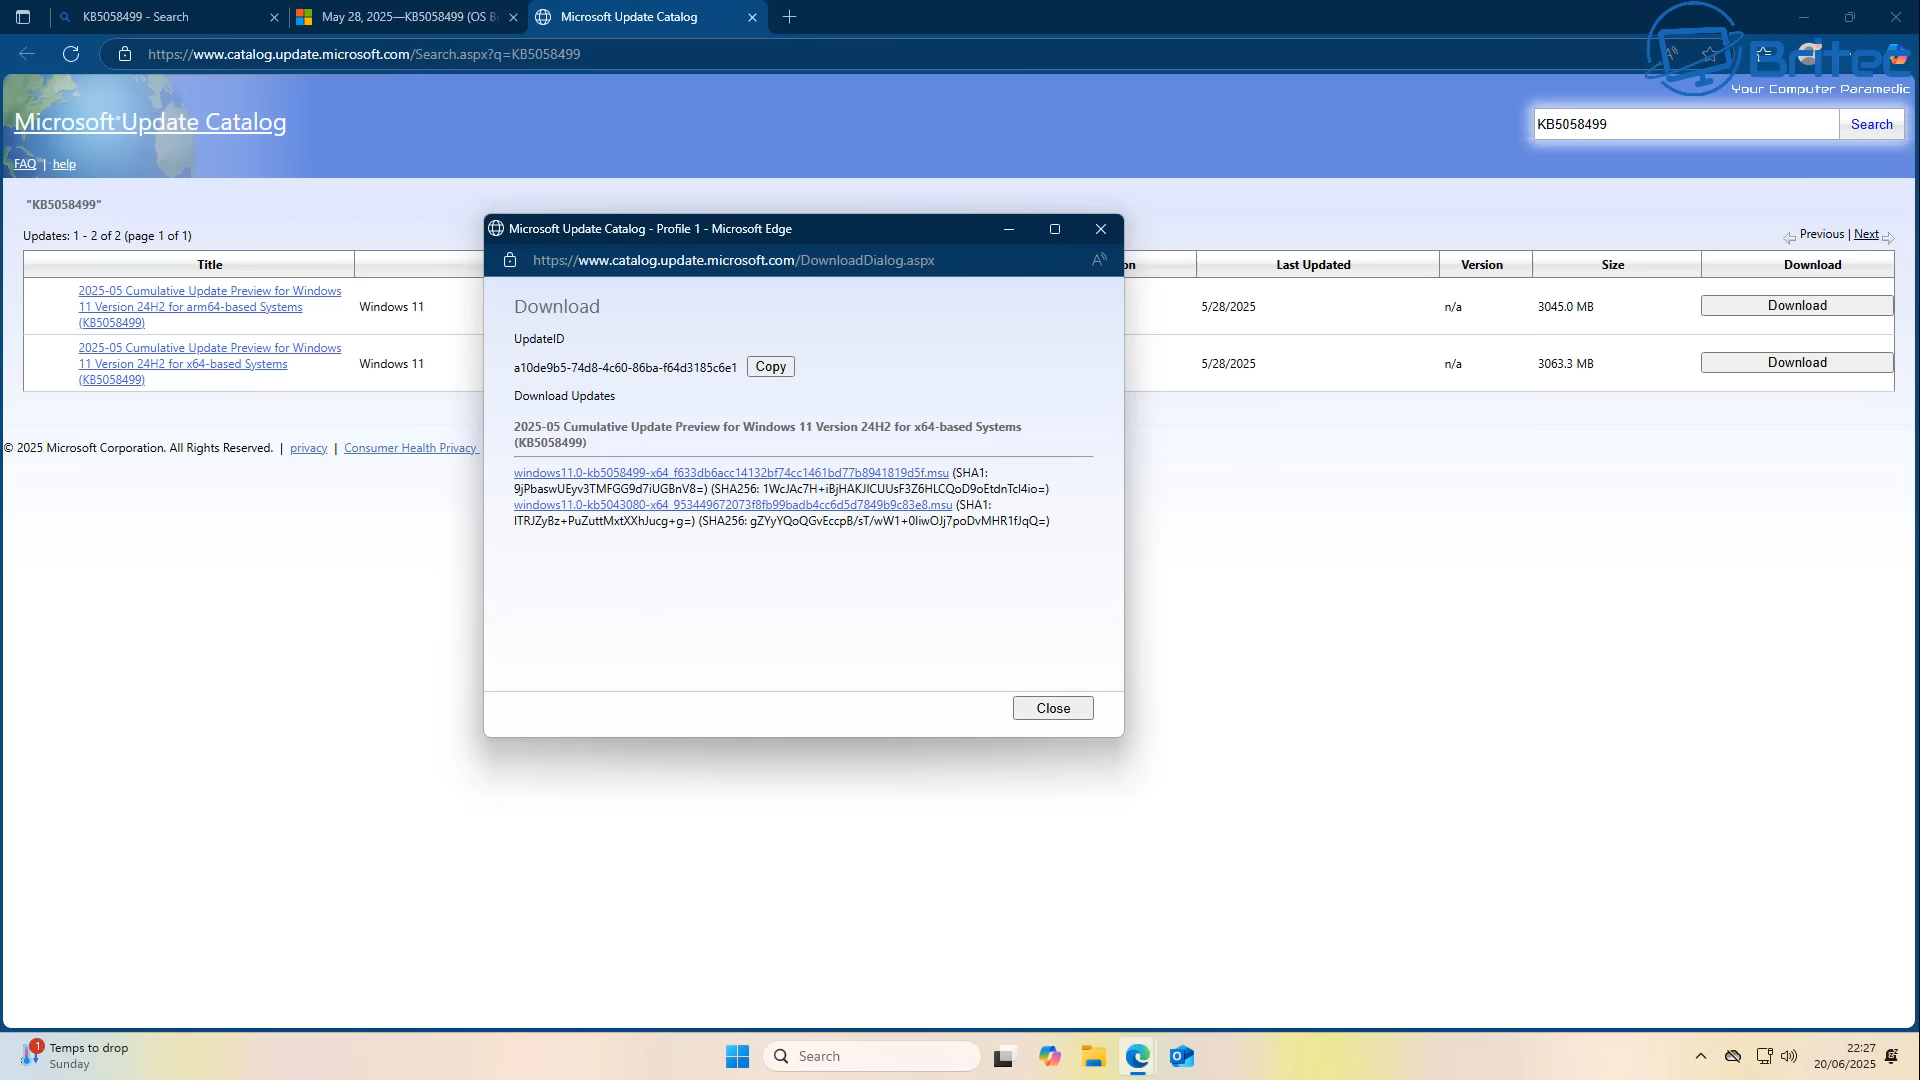 KB5058499 - Search
May 28, 2025—KB5058499 (OS B
Microsoft Update Catalog
https://www.catalog.update.microsoft.com/Search.aspx?q=KB5058499
Britec
Your Computer Paramedic
Microsoft Update Catalog
FAQ | help
KB5058499
Search
"KB5058499"
Updates: 1 - 2 of 2 (page 1 of 1)
Previous | Next
Title
on
Last Updated
Version
Size
Download
2025-05 Cumulative Update Preview for Windows
11 Version 24H2 for arm64-based Systems
(KB5058499)
Windows 11
5/28/2025
n/a
3045.0 MB
Download
2025-05 Cumulative Update Preview for Windows
11 Version 24H2 for x64-based Systems
(KB5058499)
Windows 11
5/28/2025
n/a
3063.3 MB
Download
© 2025 Microsoft Corporation. All Rights Reserved. | privacy | Consumer Health Privacy
Microsoft Update Catalog - Profile 1 - Microsoft Edge
https://www.catalog.update.microsoft.com/DownloadDialog.aspx
Download
UpdateID
a10de9b5-74d8-4c60-86ba-f64d3185c6e1
Copy
Download Updates
2025-05 Cumulative Update Preview for Windows 11 Version 24H2 for x64-based Systems
(KB5058499)
windows11.0-kb5058499-x64_f633db6acc14132bf74cc1461bd77b8941819d5f.msu (SHA1:
9jPbaswUEyv3TMFGG9d7iUGBnV8=) (SHA256: 1WcJAc7H+iBjHAKJlCUUsF3Z6HLCQoD9oEtdnTcl4io=)
windows11.0-kb5043080-x64_953449672073f8fb99badb4cc6d5d7849b9c83e8.msu (SHA1:
lTRJZyBz+PuZuttMxtXXhJucg+g=) (SHA256: gZYyYQoQGvEccpB/sT/wW1+0liwOJj7poDvMHR1fJqQ=)
Close
1
Temps to drop
Sunday
Search
22:27
20/06/2025